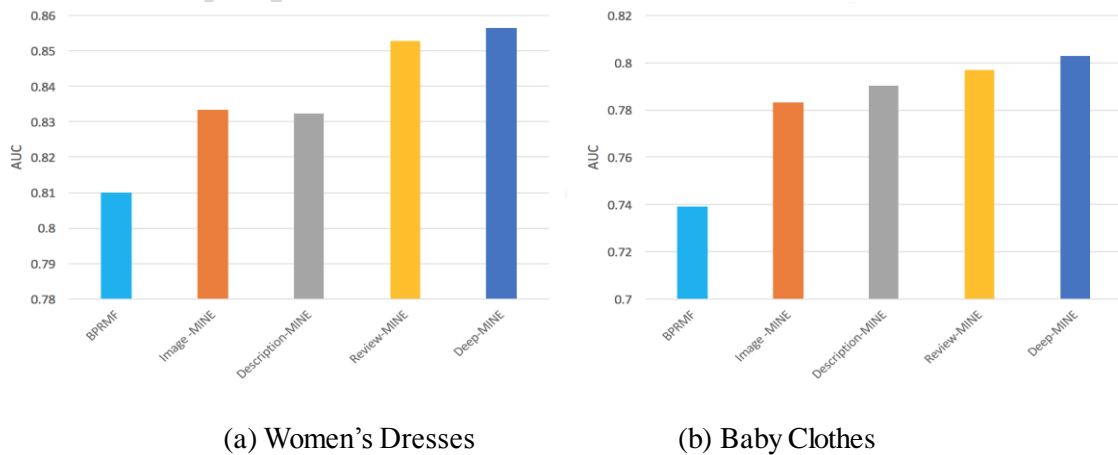 0.86
0.85
0.84
0.83
0.82
0.81
0.8
0.79
0.78
AUC
BPRMF
Image -MINE
Description-MINE
Review-MINE
Deep-MINE
(a) Women's Dresses
0.82
0.8
0.78
0.76
0.74
0.72
0.7
AUC
BPRMF
Image -MINE
Description-MINE
Review-MINE
Deep-MINE
(b) Baby Clothes